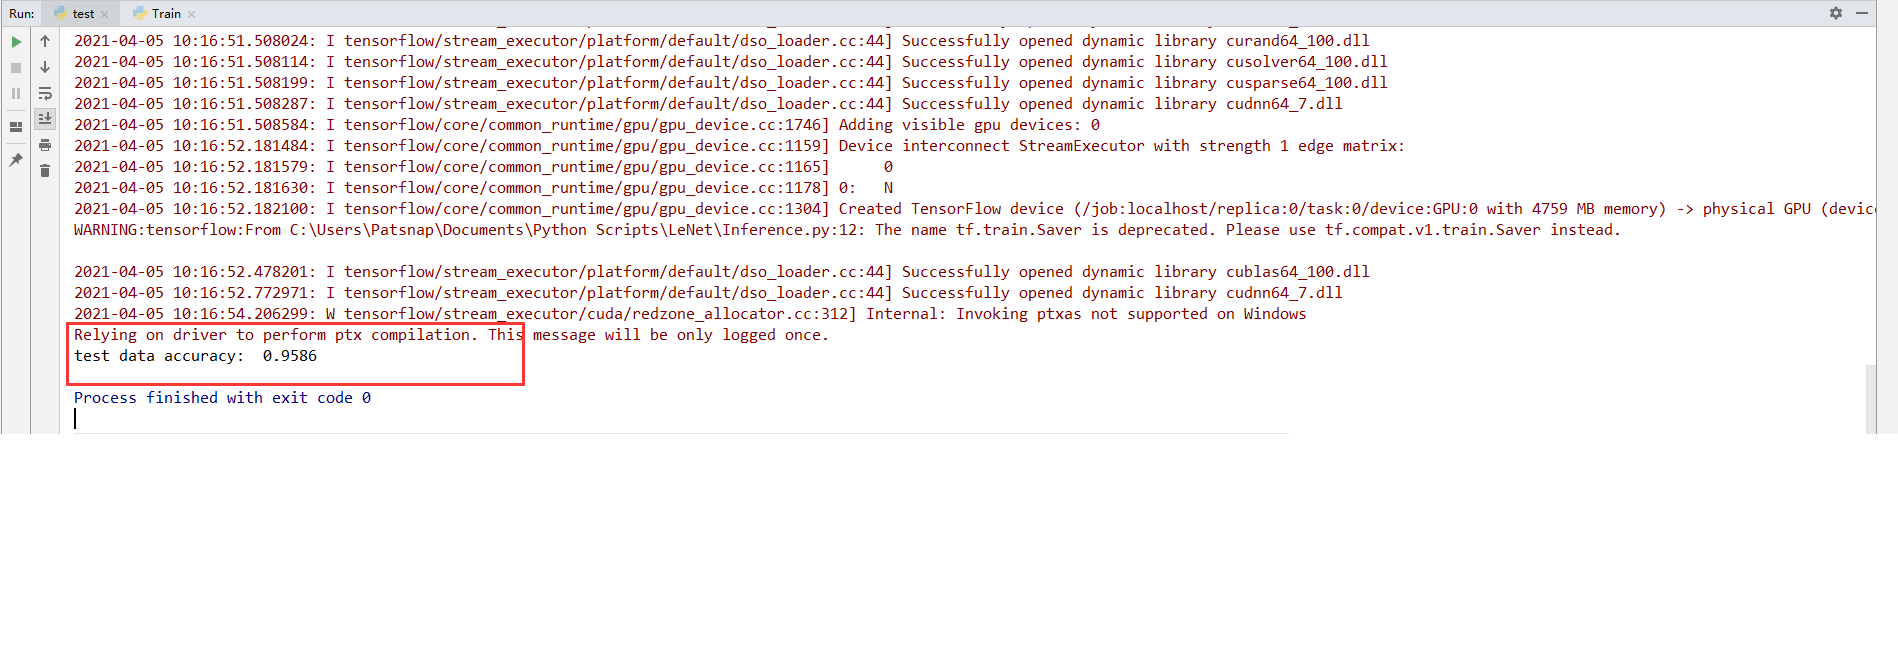 Run: test × Train ×
2021-04-05 10:16:51.508024: I tensorflow/stream_executor/platform/default/dso_loader.cc:44] Successfully opened dynamic library curand64_100.dll
2021-04-05 10:16:51.508114: I tensorflow/stream_executor/platform/default/dso_loader.cc:44] Successfully opened dynamic library cusolver64_100.dll
2021-04-05 10:16:51.508199: I tensorflow/stream_executor/platform/default/dso_loader.cc:44] Successfully opened dynamic library cusparse64_100.dll
2021-04-05 10:16:51.508287: I tensorflow/stream_executor/platform/default/dso_loader.cc:44] Successfully opened dynamic library cudnn64_7.dll
2021-04-05 10:16:51.508584: I tensorflow/core/common_runtime/gpu/gpu_device.cc:1746] Adding visible gpu devices: 0
2021-04-05 10:16:52.181484: I tensorflow/core/common_runtime/gpu/gpu_device.cc:1159] Device interconnect StreamExecutor with strength 1 edge matrix:
2021-04-05 10:16:52.181579: I tensorflow/core/common_runtime/gpu/gpu_device.cc:1165]      0
2021-04-05 10:16:52.181630: I tensorflow/core/common_runtime/gpu/gpu_device.cc:1178] 0:   N
2021-04-05 10:16:52.182100: I tensorflow/core/common_runtime/gpu/gpu_device.cc:1304] Created TensorFlow device (/job:localhost/replica:0/task:0/device:GPU:0 with 4759 MB memory) -> physical GPU (devic
WARNING:tensorflow:From C:\Users\Patsnap\Documents\Python Scripts\LeNet\Inference.py:12: The name tf.train.Saver is deprecated. Please use tf.compat.v1.train.Saver instead.
2021-04-05 10:16:52.478201: I tensorflow/stream_executor/platform/default/dso_loader.cc:44] Successfully opened dynamic library cublas64_100.dll
2021-04-05 10:16:52.772971: I tensorflow/stream_executor/platform/default/dso_loader.cc:44] Successfully opened dynamic library cudnn64_7.dll
2021-04-05 10:16:54.206299: W tensorflow/stream_executor/cuda/redzone_allocator.cc:312] Internal: Invoking ptxas not supported on Windows
Relying on driver to perform ptx compilation. This message will be only logged once.
test data accuracy:  0.9586
Process finished with exit code 0